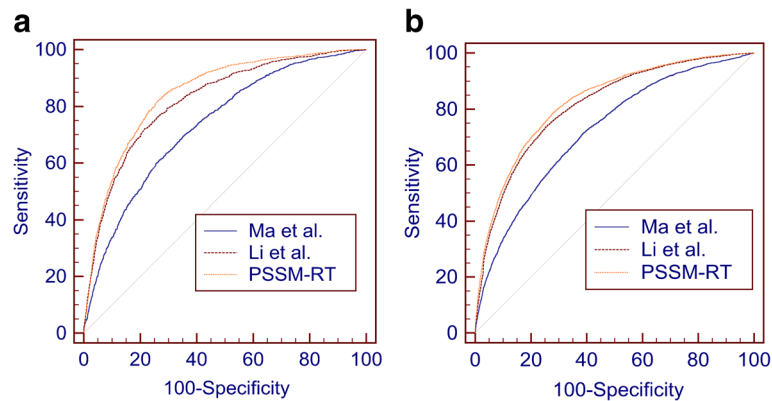 a
100
80
60
40
20
0
Sensitivity
Ma et al.
Li et al.
PSSM-RT
0 20 40 60 80 100
100-Specificity
b
100
80
60
40
20
0
Sensitivity
Ma et al.
Li et al.
PSSM-RT
0 20 40 60 80 100
100-Specificity